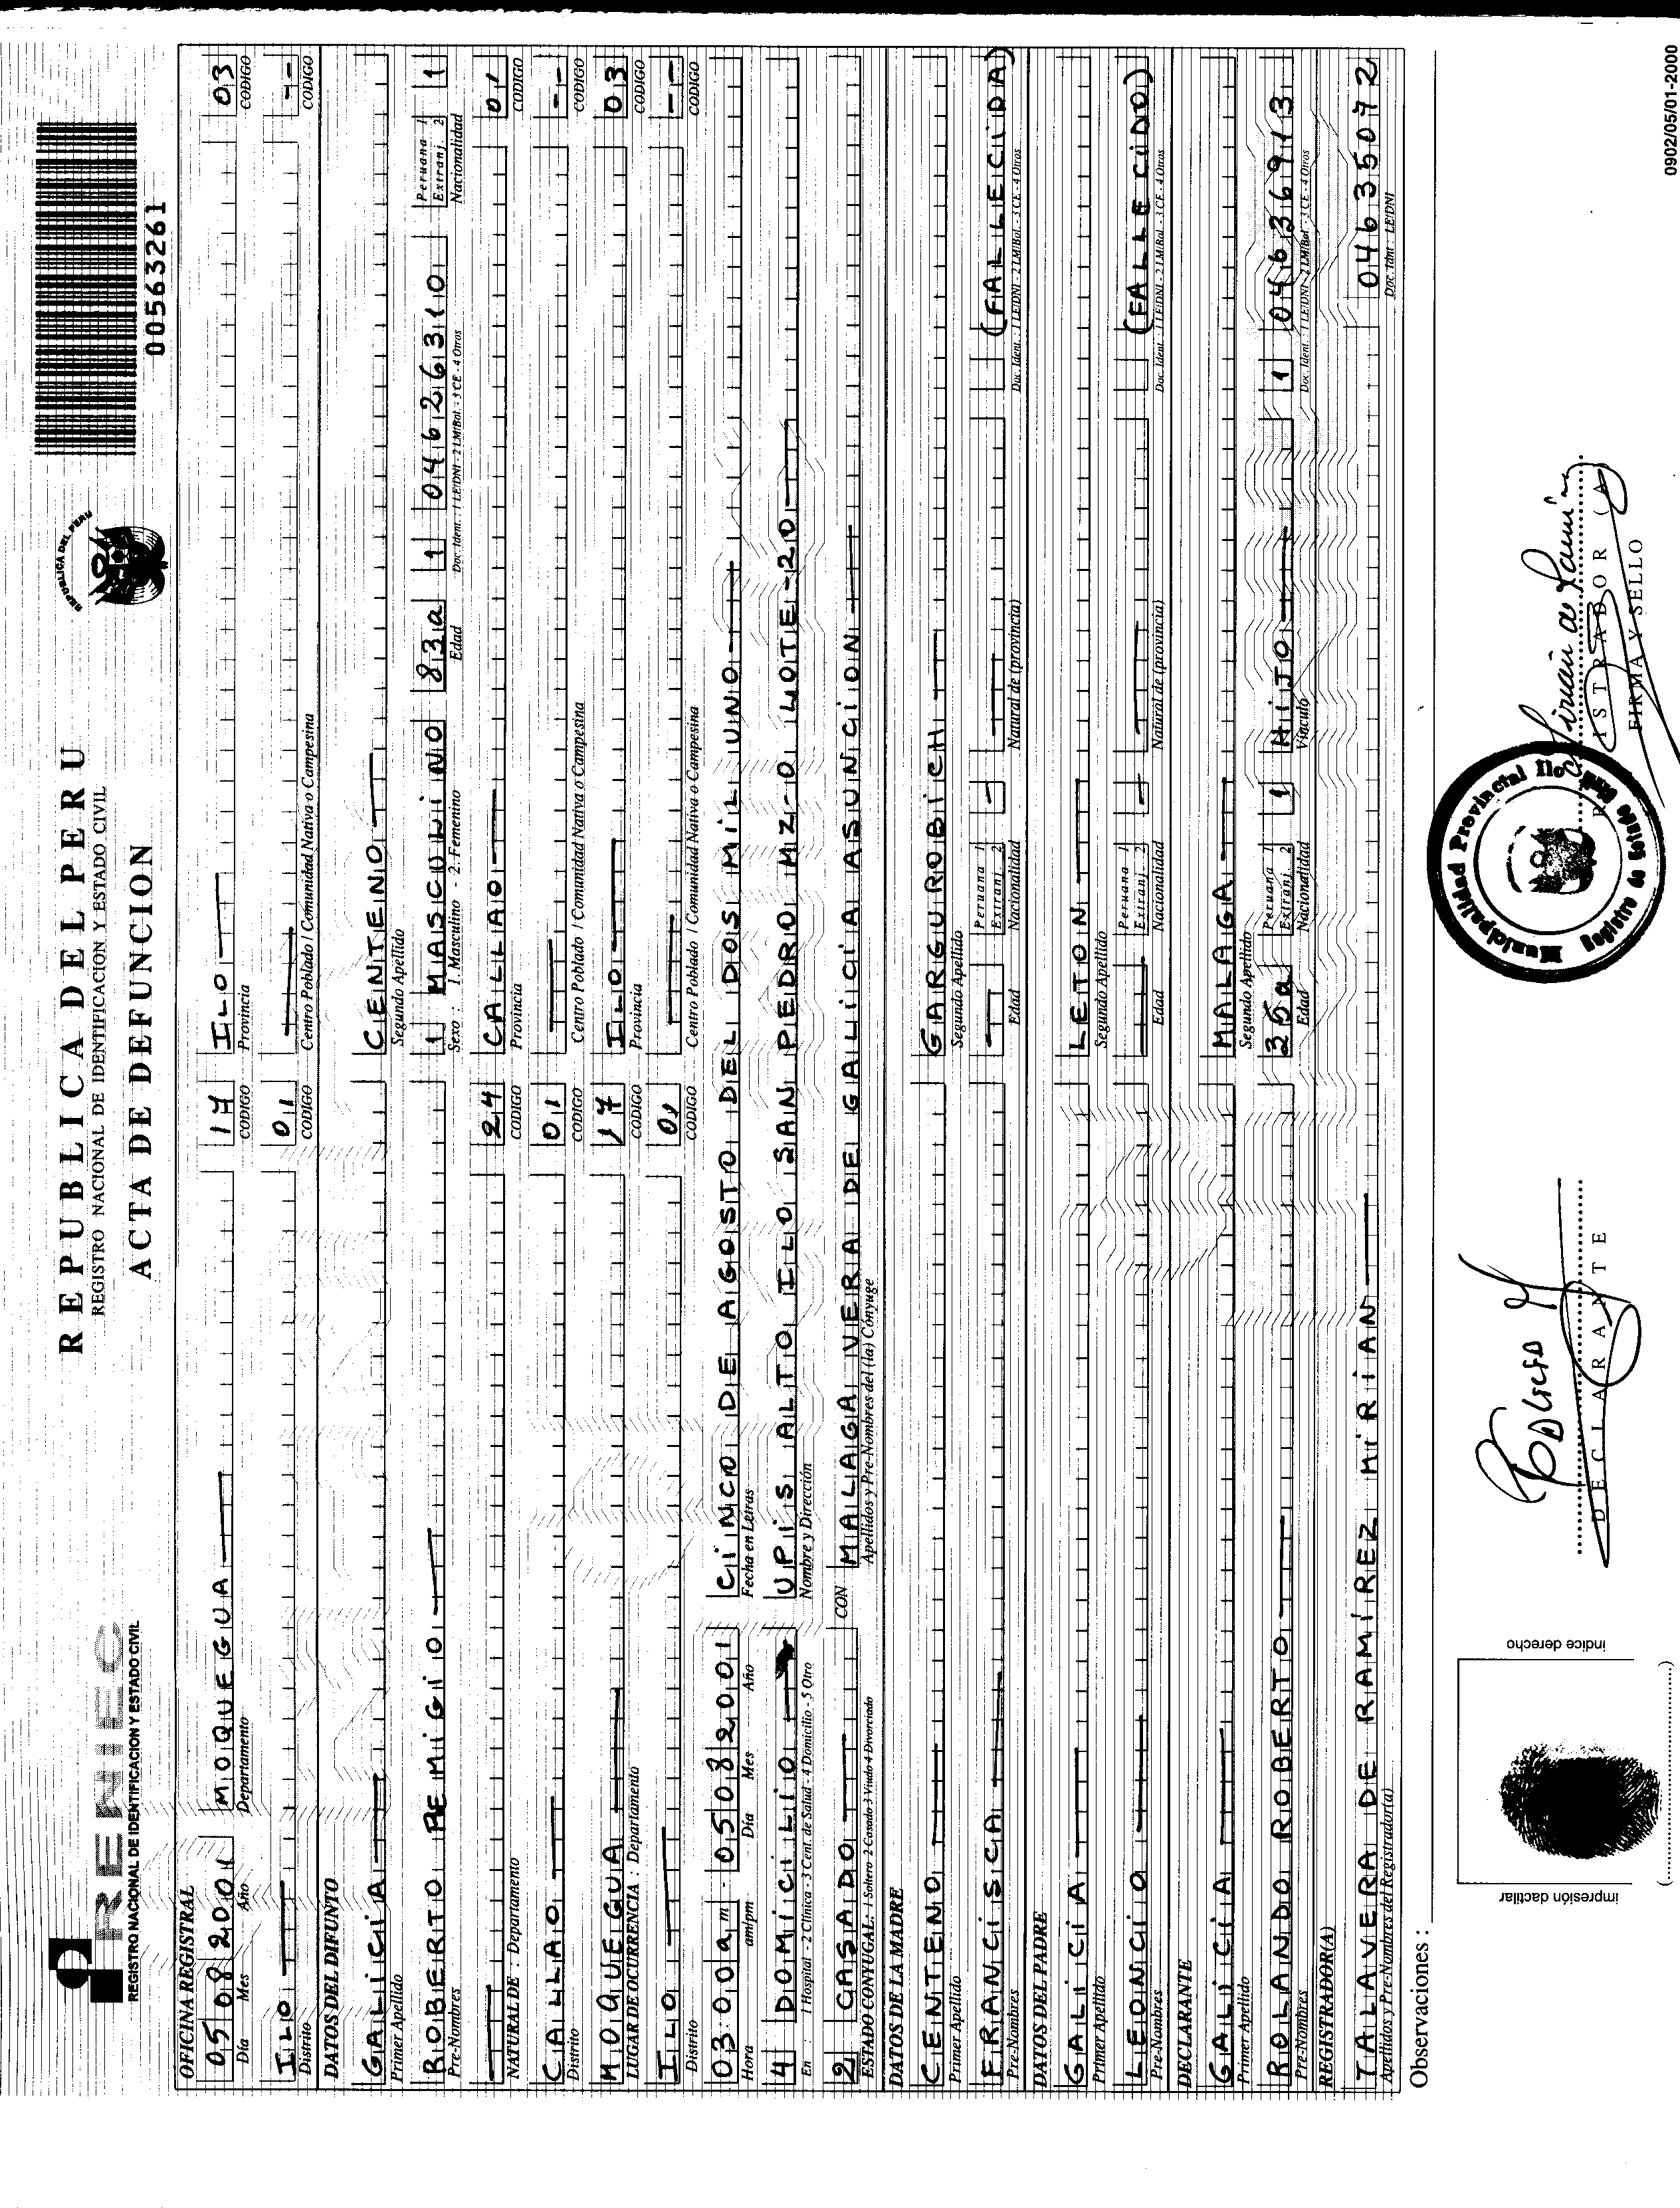 RENIEC
REGISTRO NACIONAL DE IDENTIFICACION Y ESTADO CIVIL
REPUBLICA DEL PERU
REGISTRO NACIONAL DE IDENTIFICACION Y ESTADO CIVIL
ACTA DE DEFUNCION
REPUBLICA DEL PERU
00563261
OFICINA REGISTRAL
05 08 2001 MOQUEGUA 17 ILO 03
Día Mes Año Departamento CODIGO Provincia CODIGO
ILO 01 --
Distrito CODIGO Centro Poblado / Comunidad Nativa o Campesina CODIGO
DATOS DEL DIFUNTO
GALICIA CENTENO
Primer Apellido Segundo Apellido
ROBERTO REMIGIO 1 MASCULINO 83a 1 04626310 Peruana 1 Extranj. 2 1
Pre-Nombres Sexo : 1. Masculino - 2. Femenino Edad Doc. Ident. : 1 LE/DNI - 2 LM/Bol. - 3 CE - 4 Otros Nacionalidad
24 CALLAO 01
NATURAL DE : Departamento CODIGO Provincia CODIGO
CALLAO 01 --
Distrito CODIGO Centro Poblado / Comunidad Nativa o Campesina CODIGO
MOQUEGUA 17 ILO 03
LUGAR DE OCURRENCIA : Departamento CODIGO Provincia CODIGO
ILO 01 --
Distrito CODIGO Centro Poblado / Comunidad Nativa o Campesina CODIGO
03:00 am - 05 08 2001 CINCO DE AGOSTO DEL DOS MIL UNO
Hora am/pm Día Mes Año Fecha en Letras
4 DOMICILIO UPIS ALTO ILO SAN PEDRO MZ-O LOTE-20
En : 1 Hospital - 2 Clínica - 3 Cent. de Salud - 4 Domicilio - 5 Otro Nombre y Dirección
2 CASADO CON MALAGA VERA DE GALICIA ASUNCION
ESTADO CONYUGAL: 1 Soltero 2 Casado 3 Viudo 4 Divorciado Apellidos y Pre-Nombres del (la) Cónyuge
DATOS DE LA MADRE
CENTENO GARGUROBICH
Primer Apellido Segundo Apellido
FRANCISCA - Peruana 1 Extranj. 2 - (FALLECIDA)
Pre-Nombres Edad Nacionalidad Natural de (provincia) Doc. Ident. : 1 LE/DNI - 2 LM/Bol. - 3 CE - 4 Otros
DATOS DEL PADRE
GALICIA LETON
Primer Apellido Segundo Apellido
LEONCIO Peruana 1 Extranj. 2 - (FALLECIDO)
Pre-Nombres Edad Nacionalidad Natural de (provincia) Doc. Ident. : 1 LE/DNI - 2 LM/Bol. - 3 CE - 4 Otros
DECLARANTE
GALICIA MALAGA
Primer Apellido Segundo Apellido
ROLANDO ROBERTO 35a Peruana 1 Extranj. 2 1 HIJO 1 04636913
Pre-Nombres Edad Nacionalidad Vínculo Doc. Ident. : 1 LE/DNI - 2 LM/Bol. - 3 CE - 4 Otros
REGISTRADOR(A)
TALAVERA DE RAMIREZ MIRIAN 04635072
Apellidos y Pre-Nombres del Registrador(a) Doc. Idnt : LE/DNI
Observaciones :
impresión dactilar
índice derecho
(..............................)
DECLARANTE
Municipalidad Provincial Ilo
Registro de Estado Civil
FIRMA Y SELLO
0902/05/01-2000